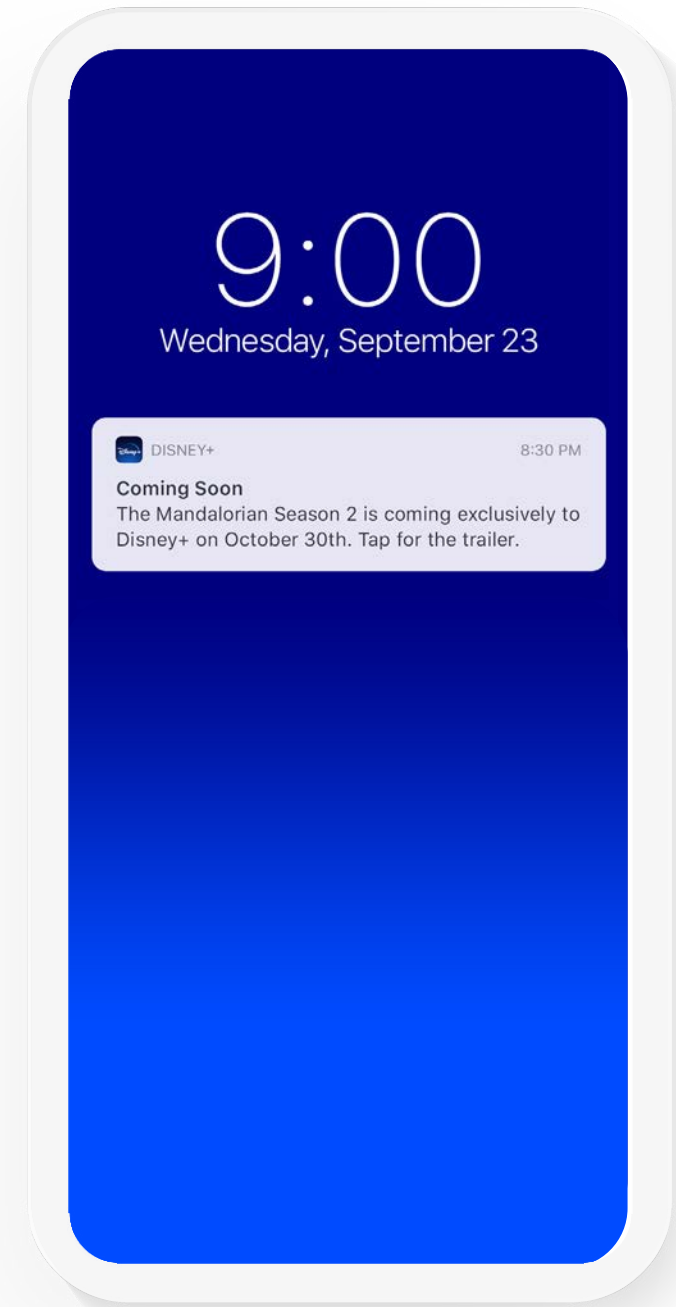 9:00
Wednesday, September 23
DISNEY+ 8:30 PM
Coming Soon
The Mandalorian Season 2 is coming exclusively to
Disney+ on October 30th. Tap for the trailer.